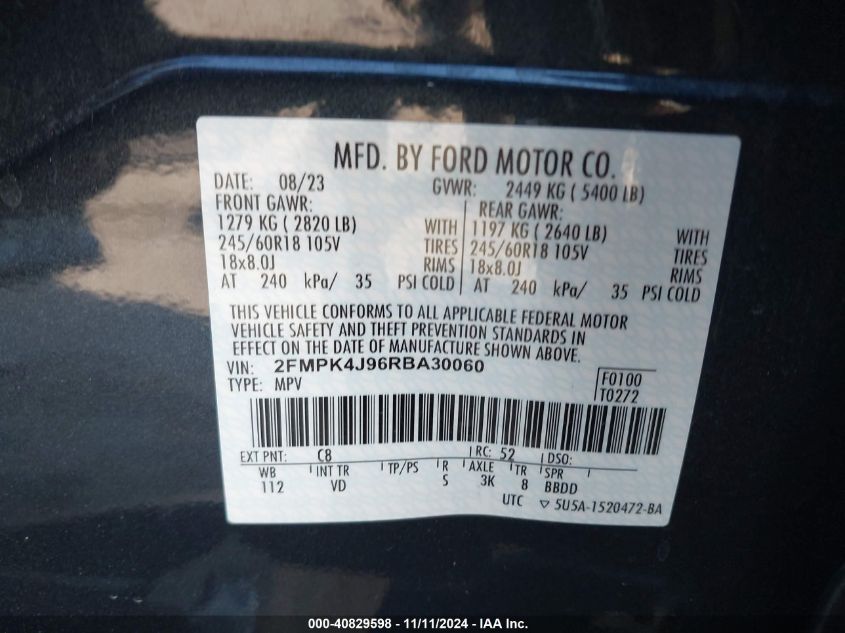 MFD. BY FORD MOTOR CO.
DATE: 08/23 GVWR: 2449 KG ( 5400 LB)
FRONT GAWR: REAR GAWR:
1279 KG ( 2820 LB) WITH 1197 KG ( 2640 LB) WITH
245/60R18 105V TIRES 245/60R18 105V TIRES
18x8.0J RIMS 18x8.0J RIMS
AT 240 kPa/ 35 PSI COLD AT 240 kPa/ 35 PSI COLD
THIS VEHICLE CONFORMS TO ALL APPLICABLE FEDERAL MOTOR
VEHICLE SAFETY AND THEFT PREVENTION STANDARDS IN
EFFECT ON THE DATE OF MANUFACTURE SHOWN ABOVE.
VIN: 2FMPK4J96RBA30060
TYPE: MPV
F0100
T0272
EXT PNT: C8 RC: 52 DSO:
WB INT TR TP/PS R AXLE TR SPR
112 VD S 3K 8 BBDD
UTC ▽ 5U5A-1520472-BA
000-40829598 - 11/11/2024 - IAA Inc.